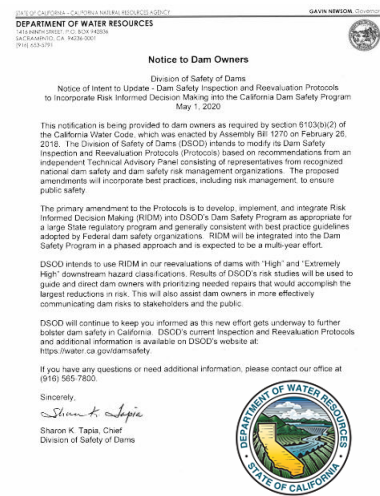 STATE OF CALIFORNIA – CALIFORNIA NATURAL RESOURCES AGENCY
GAVIN NEWSOM, Governor
DEPARTMENT OF WATER RESOURCES
1416 NINTH STREET, P.O. BOX 942836
SACRAMENTO, CA 94236-0001
(916) 653-5791
Notice to Dam Owners
Division of Safety of Dams
Notice of Intent to Update - Dam Safety Inspection and Reevaluation Protocols
to Incorporate Risk Informed Decision Making into the California Dam Safety Program
May 1, 2020
This notification is being provided to dam owners as required by section 6103(b)(2) of
the California Water Code, which was enacted by Assembly Bill 1270 on February 26,
2018. The Division of Safety of Dams (DSOD) intends to modify its Dam Safety
Inspection and Reevaluation Protocols (Protocols) based on recommendations from an
independent Technical Advisory Panel consisting of representatives from recognized
national dam safety and dam safety risk management organizations. The proposed
amendments will incorporate best practices, including risk management, to ensure
public safety.
The primary amendment to the Protocols is to develop, implement, and integrate Risk
Informed Decision Making (RIDM) into DSOD's Dam Safety Program as appropriate for
a large State regulatory program and generally consistent with best practice guidelines
adopted by Federal dam safety organizations. RIDM will be integrated into the Dam
Safety Program in a phased approach and is expected to be a multi-year effort.
DSOD intends to use RIDM in our reevaluations of dams with "High" and "Extremely
High" downstream hazard classifications. Results of DSOD's risk studies will be used to
guide and direct dam owners with prioritizing needed repairs that would accomplish the
largest reductions in risk. This will also assist dam owners in more effectively
communicating dam risks to stakeholders and the public.
DSOD will continue to keep you informed as this new effort gets underway to further
bolster dam safety in California. DSOD's current Inspection and Reevaluation Protocols
and additional information is available on DSOD's website at:
https://water.ca.gov/damsafety.
If you have any questions or need additional information, please contact our office at
(916) 565-7800.
Sincerely,
Sharon K. Tapia
Sharon K. Tapia, Chief
Division of Safety of Dams
DEPARTMENT OF WATER RESOURCES
STATE OF CALIFORNIA